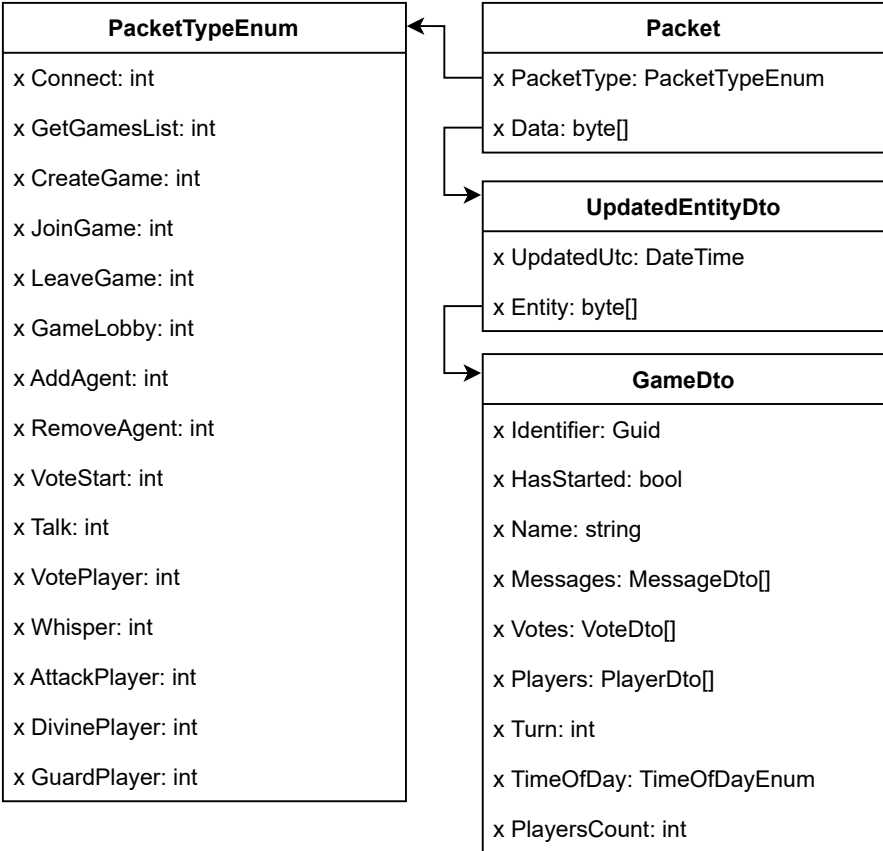 PacketTypeEnum
x Connect: int
x GetGamesList: int
x CreateGame: int
x JoinGame: int
x LeaveGame: int
x GameLobby: int
x AddAgent: int
x RemoveAgent: int
x VoteStart: int
x Talk: int
x VotePlayer: int
x Whisper: int
x AttackPlayer: int
x DivinePlayer: int
x GuardPlayer: int
Packet
x PacketType: PacketTypeEnum
x Data: byte[]
UpdatedEntityDto
x UpdatedUtc: DateTime
x Entity: byte[]
GameDto
x Identifier: Guid
x HasStarted: bool
x Name: string
x Messages: MessageDto[]
x Votes: VoteDto[]
x Players: PlayerDto[]
x Turn: int
x TimeOfDay: TimeOfDayEnum
x PlayersCount: int